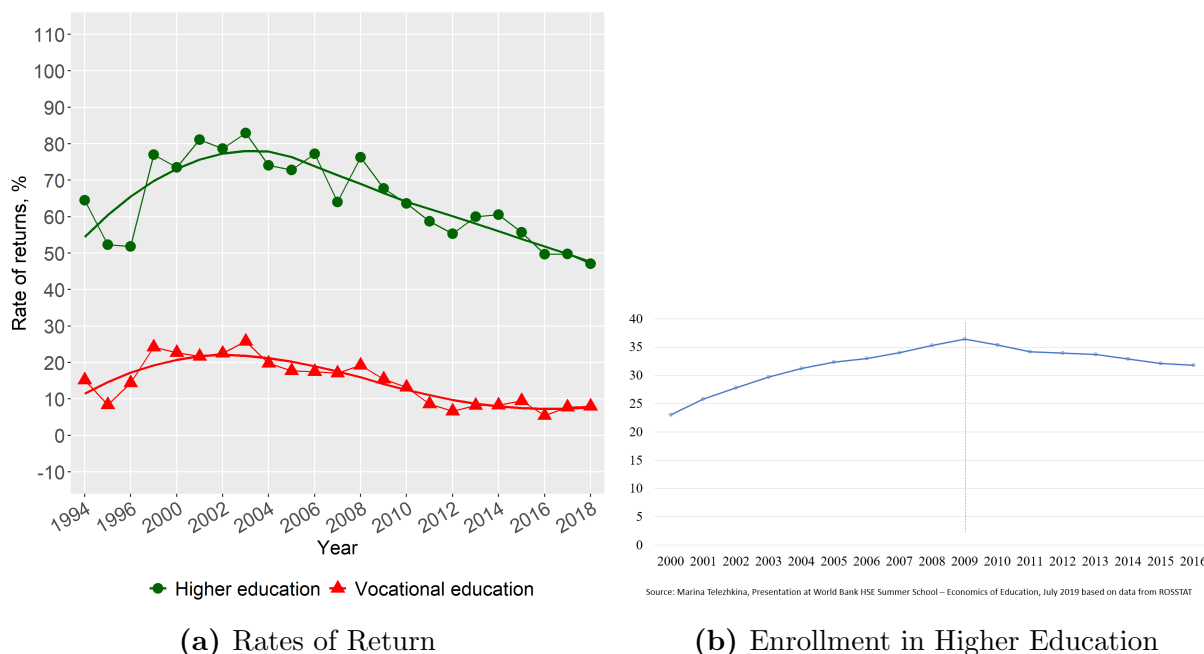 110
100
90
80
70
60
50
40
30
20
10
0
-10
Rate of returns, %
1994 1996 2000 2002 2004 2006 2008 2010 2012 2014 2016 2018
Year
Higher education Vocational education
(a) Rates of Return
40
35
30
25
20
15
10
5
0
2000 2001 2002 2003 2004 2005 2006 2007 2008 2009 2010 2011 2012 2013 2014 2015 2016
Source: Marina Telezhkina, Presentation at World Bank HSE Summer School – Economics of Education, July 2019 based on data from ROSSTAT
(b) Enrollment in Higher Education